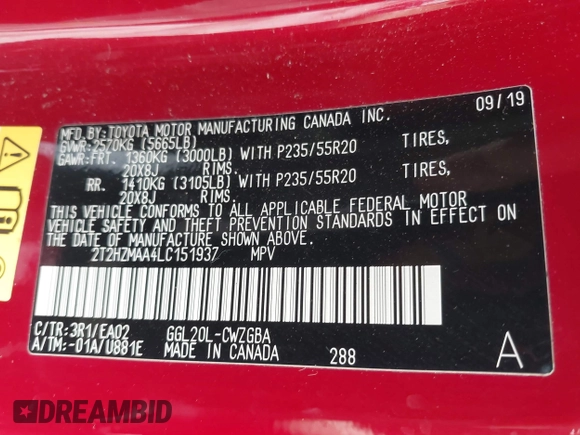 09/19
MFD.BY:TOYOTA MOTOR MANUFACTURING CANADA INC.
GVWR:2570KG (5665LB)
GAWR:FRT. 1360KG (3000LB) WITH P235/55R20 TIRES,
20X8J RIMS.
RR. 1410KG (3105LB) WITH P235/55R20 TIRES,
20X8J RIMS.
THIS VEHICLE CONFORMS TO ALL APPLICABLE FEDERAL MOTOR
VEHICLE SAFETY AND THEFT PREVENTION STANDARDS IN EFFECT ON
THE DATE OF MANUFACTURE SHOWN ABOVE.
2T2HZMAA4LC151937 MPV
C/TR:3R1/EA02 GGL20L-CWZGBA
A/TM:-01A/U881E MADE IN CANADA 288 A
DREAMBID